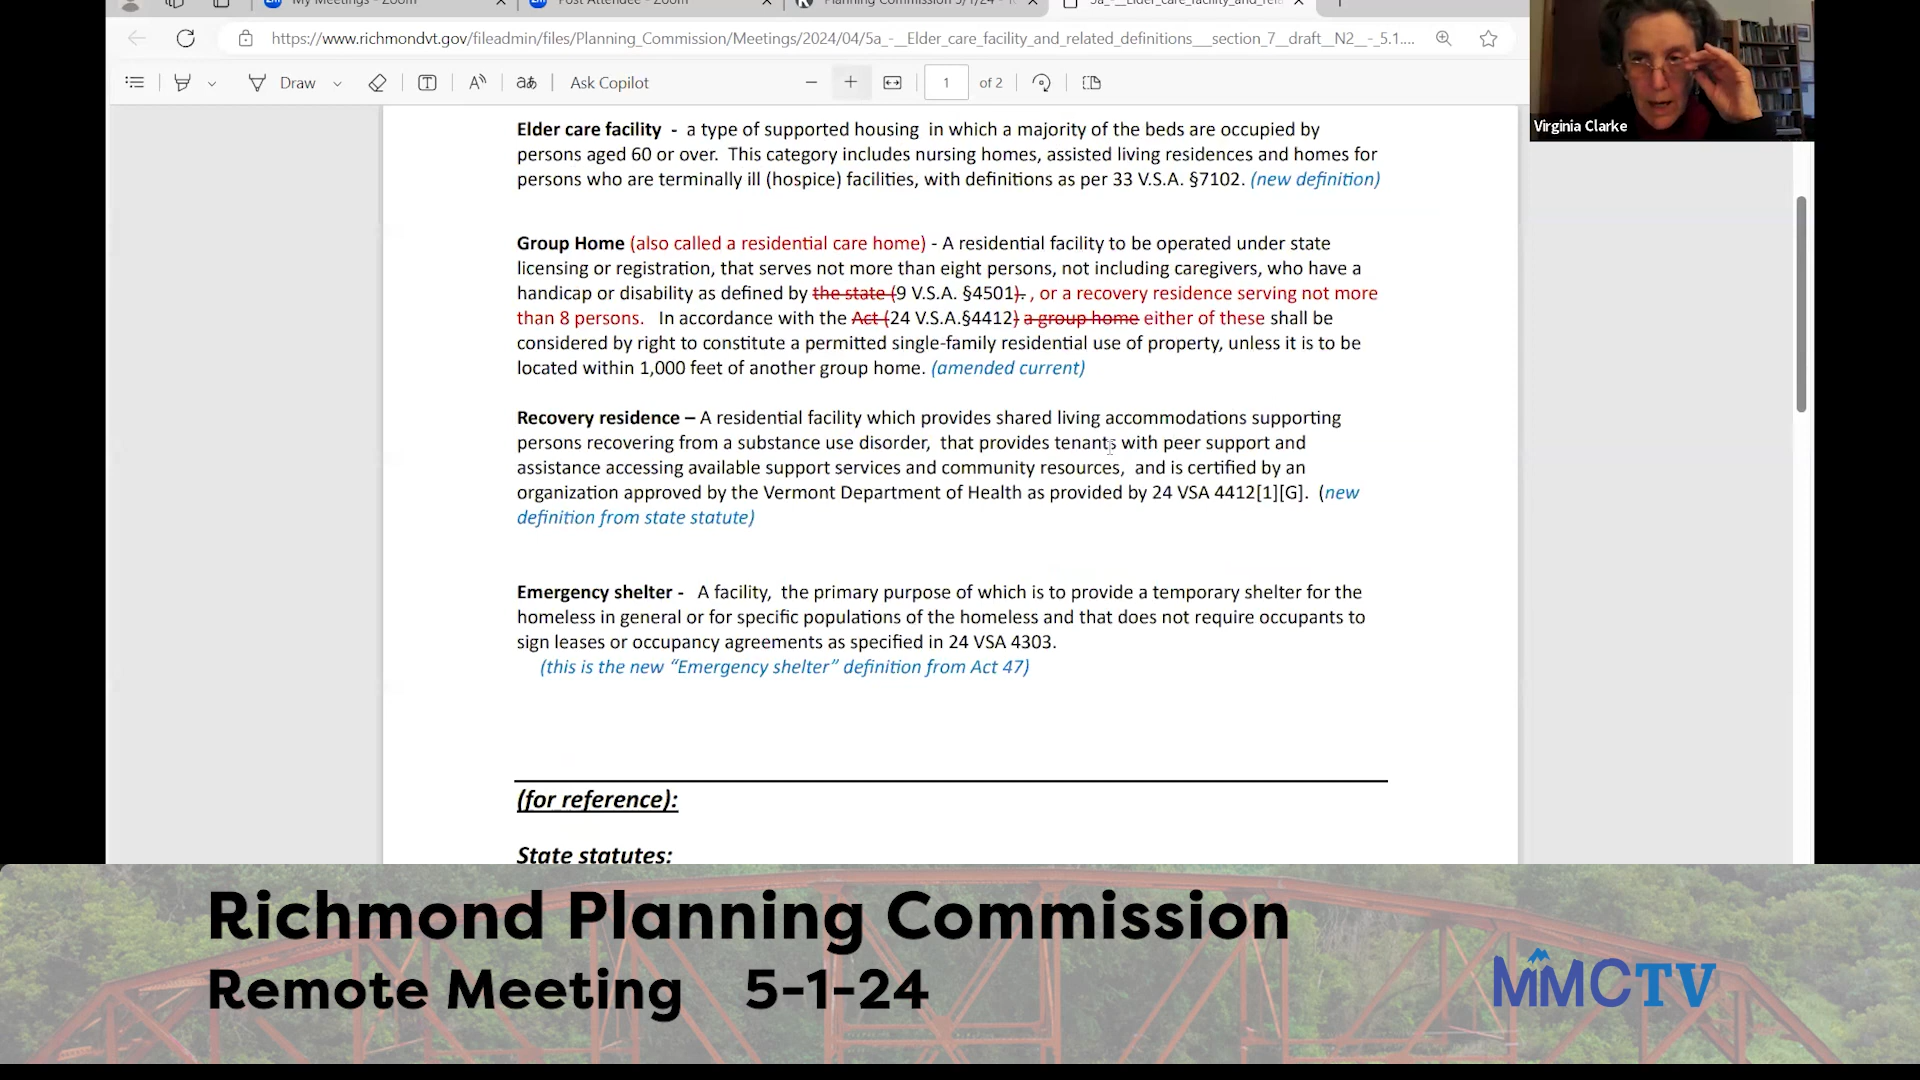 My Meetings - Zoom
Post Attendee - Zoom
Planning Commission 5/1/24 -
5a_-__Elder_care_facility_and_rela
https://www.richmondvt.gov/fileadmin/files/Planning_Commission/Meetings/2024/04/5a_-__Elder_care_facility_and_related_definitions___section_7__draft__N2__-_5.1....
Draw
Ask Copilot
1 of 2
Virginia Clarke
Elder care facility - a type of supported housing in which a majority of the beds are occupied by
persons aged 60 or over. This category includes nursing homes, assisted living residences and homes for
persons who are terminally ill (hospice) facilities, with definitions as per 33 V.S.A. §7102. (new definition)
Group Home (also called a residential care home) - A residential facility to be operated under state
licensing or registration, that serves not more than eight persons, not including caregivers, who have a
handicap or disability as defined by the state (9 V.S.A. §4501). , or a recovery residence serving not more
than 8 persons. In accordance with the Act (24 V.S.A.§4412) a group home either of these shall be
considered by right to constitute a permitted single-family residential use of property, unless it is to be
located within 1,000 feet of another group home. (amended current)
Recovery residence – A residential facility which provides shared living accommodations supporting
persons recovering from a substance use disorder, that provides tenants with peer support and
assistance accessing available support services and community resources, and is certified by an
organization approved by the Vermont Department of Health as provided by 24 VSA 4412[1][G]. (new
definition from state statute)
Emergency shelter - A facility, the primary purpose of which is to provide a temporary shelter for the
homeless in general or for specific populations of the homeless and that does not require occupants to
sign leases or occupancy agreements as specified in 24 VSA 4303.
(this is the new “Emergency shelter” definition from Act 47)
(for reference):
State statutes:
Richmond Planning Commission
Remote Meeting 5-1-24
MMCTV